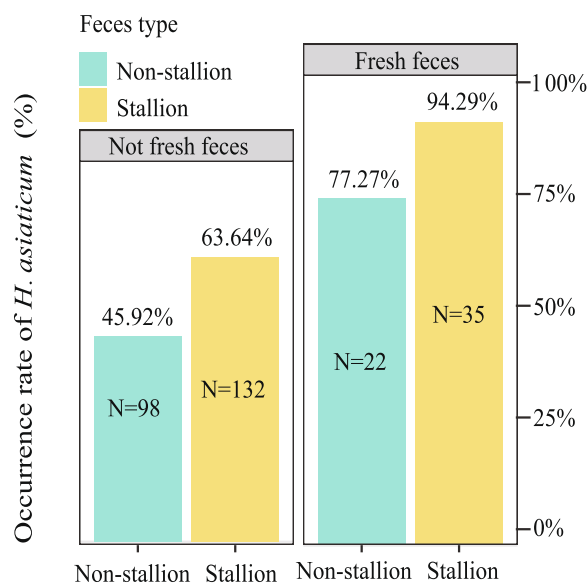 Feces type
Non-stallion
Stallion
Occurrence rate of H. asiaticum (%)
Not fresh feces
45.92%
63.64%
N=98
N=132
Non-stallion Stallion
Fresh feces
77.27%
94.29%
N=22
N=35
Non-stallion Stallion
100%
75%
50%
25%
0%